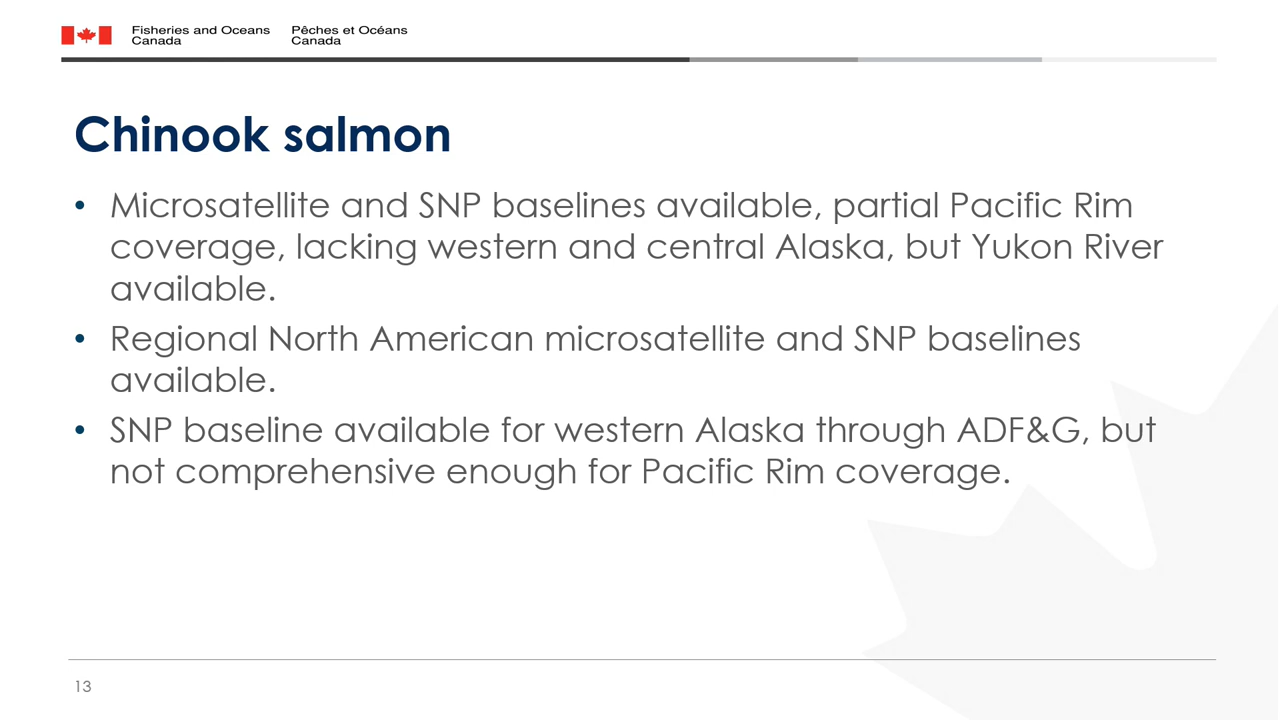 Fisheries and Oceans Canada
Pêches et Océans Canada
Chinook salmon
• Microsatellite and SNP baselines available, partial Pacific Rim
coverage, lacking western and central Alaska, but Yukon River
available.
• Regional North American microsatellite and SNP baselines
available.
• SNP baseline available for western Alaska through ADF&G, but
not comprehensive enough for Pacific Rim coverage.
13